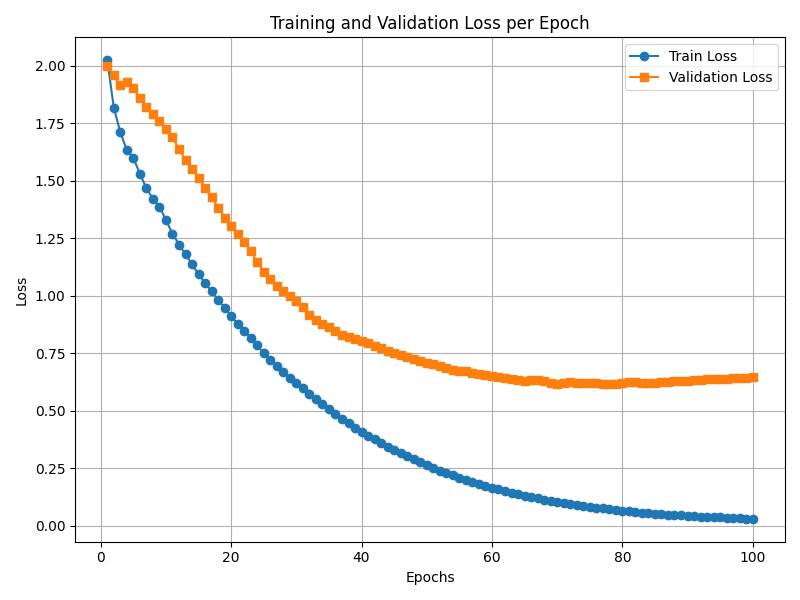 Training and Validation Loss per Epoch
Train Loss
Validation Loss
2.00
1.75
1.50
1.25
1.00
0.75
0.50
0.25
0.00
Loss
0 20 40 60 80 100
Epochs